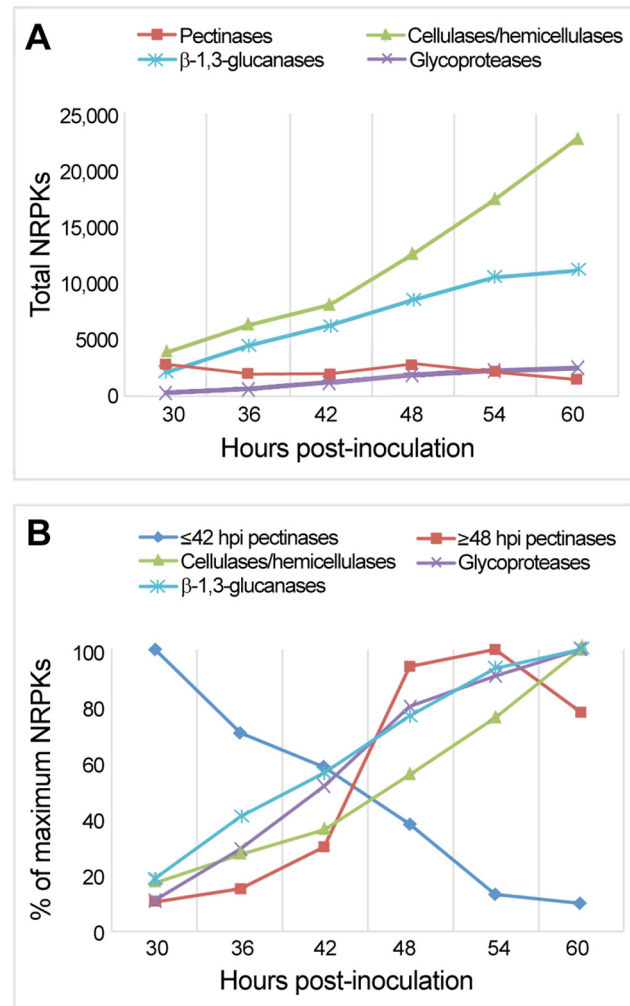 A
Pectinases Cellulases/hemicellulases
β-1,3-glucanases Glycoproteases
25,000
20,000
15,000
10,000
5000
0
Total NRPKs
30 36 42 48 54 60
Hours post-inoculation
B
≤42 hpi pectinases ≥48 hpi pectinases
Cellulases/hemicellulases Glycoproteases
β-1,3-glucanases
100
80
60
40
20
0
% of maximum NRPKs
30 36 42 48 54 60
Hours post-inoculation